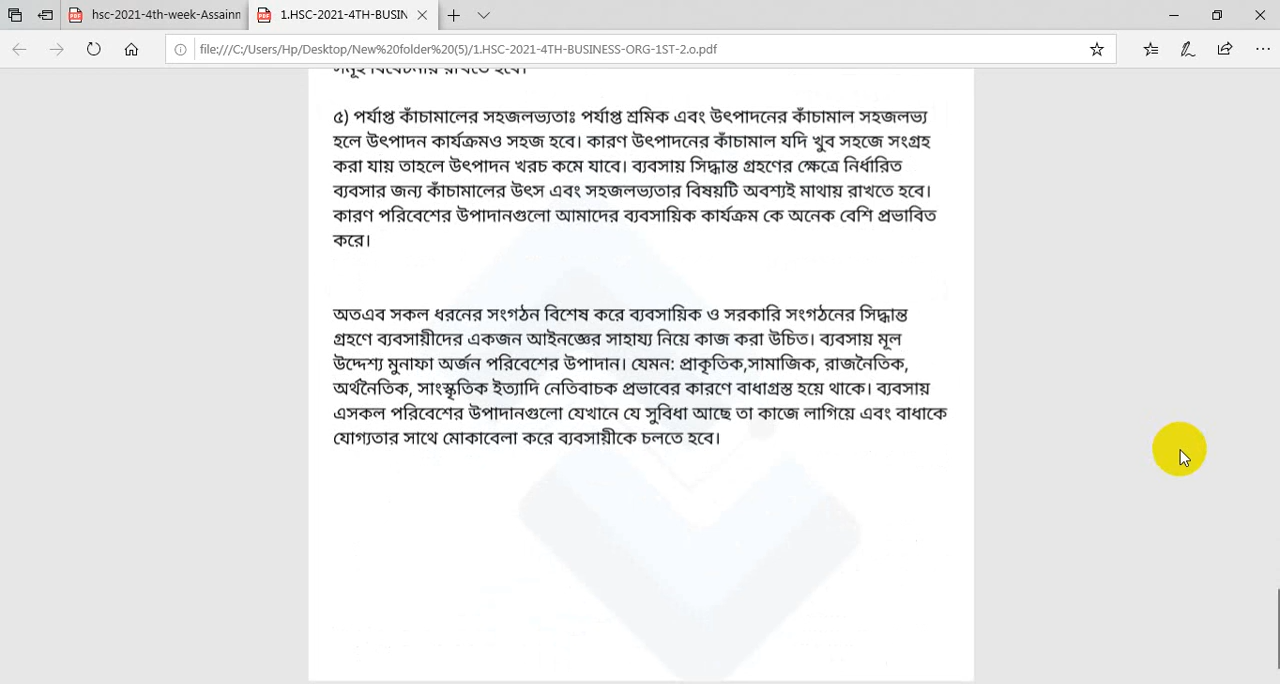 hsc-2021-4th-week-Assainn
1.HSC-2021-4TH-BUSIN
file:///C:/Users/Hp/Desktop/New%20folder%20(5)/1.HSC-2021-4TH-BUSINESS-ORG-1ST-2.o.pdf
সমূহ বিবেচনায় রাখতে হবে।
৫) পর্যাপ্ত কাঁচামালের সহজলভ্যতাঃ পর্যাপ্ত শ্রমিক এবং উৎপাদনের কাঁচামাল সহজলভ্য
হলে উৎপাদন কার্যক্রমও সহজ হবে। কারণ উৎপাদনের কাঁচামাল যদি খুব সহজে সংগ্রহ
করা যায় তাহলে উৎপাদন খরচ কমে যাবে। ব্যবসায় সিদ্ধান্ত গ্রহণের ক্ষেত্রে নির্ধারিত
ব্যবসার জন্য কাঁচামালের উৎস এবং সহজলভ্যতার বিষয়টি অবশ্যই মাথায় রাখতে হবে।
কারণ পরিবেশের উপাদানগুলো আমাদের ব্যবসায়িক কার্যক্রম কে অনেক বেশি প্রভাবিত
করে।
অতএব সকল ধরনের সংগঠন বিশেষ করে ব্যবসায়িক ও সরকারি সংগঠনের সিদ্ধান্ত
গ্রহণে ব্যবসায়ীদের একজন আইনজ্ঞের সাহায্য নিয়ে কাজ করা উচিত। ব্যবসায় মূল
উদ্দেশ্য মুনাফা অর্জন পরিবেশের উপাদান। যেমন: প্রাকৃতিক,সামাজিক, রাজনৈতিক,
অর্থনৈতিক, সাংস্কৃতিক ইত্যাদি নেতিবাচক প্রভাবের কারণে বাধাগ্রস্ত হয়ে থাকে। ব্যবসায়
এসকল পরিবেশের উপাদানগুলো যেখানে যে সুবিধা আছে তা কাজে লাগিয়ে এবং বাধাকে
যোগ্যতার সাথে মোকাবেলা করে ব্যবসায়ীকে চলতে হবে।